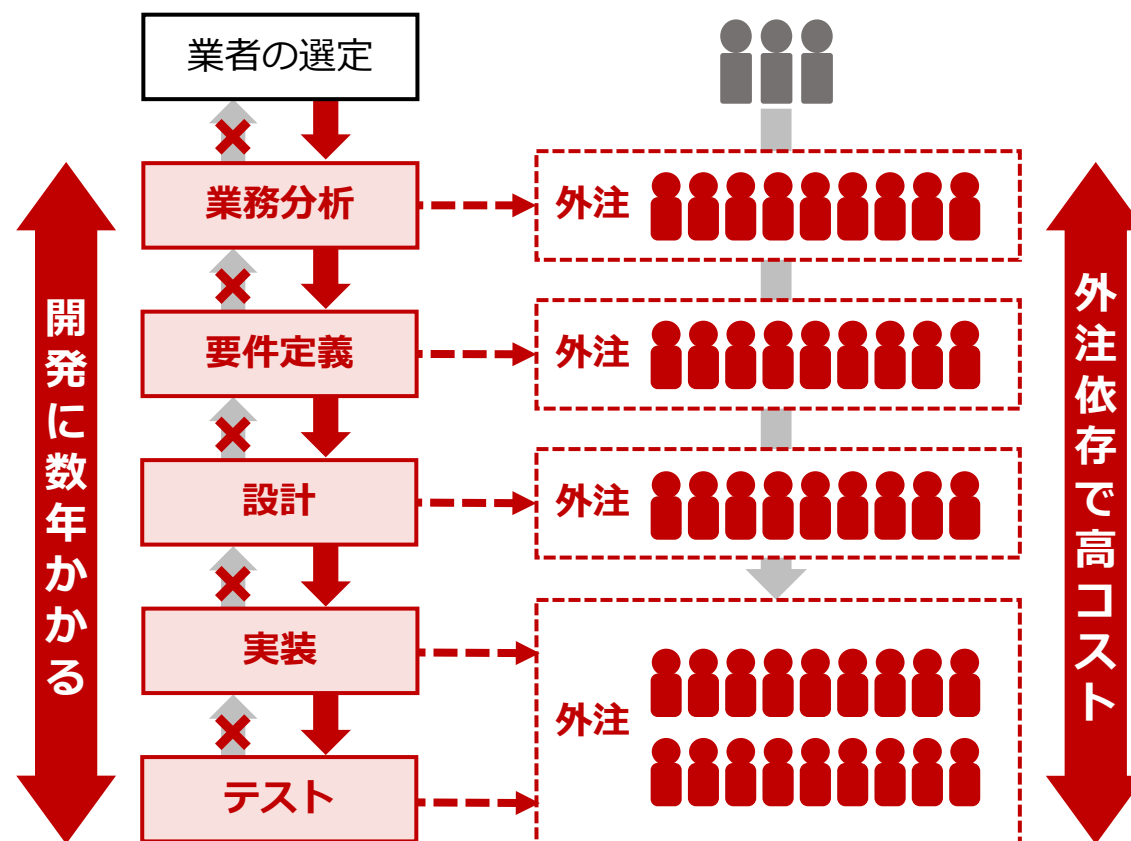 業者の選定
業務分析
外注
要件定義
外注
設計
外注
実装
外注
テスト
開発に数年かかる
外注依存で高コスト